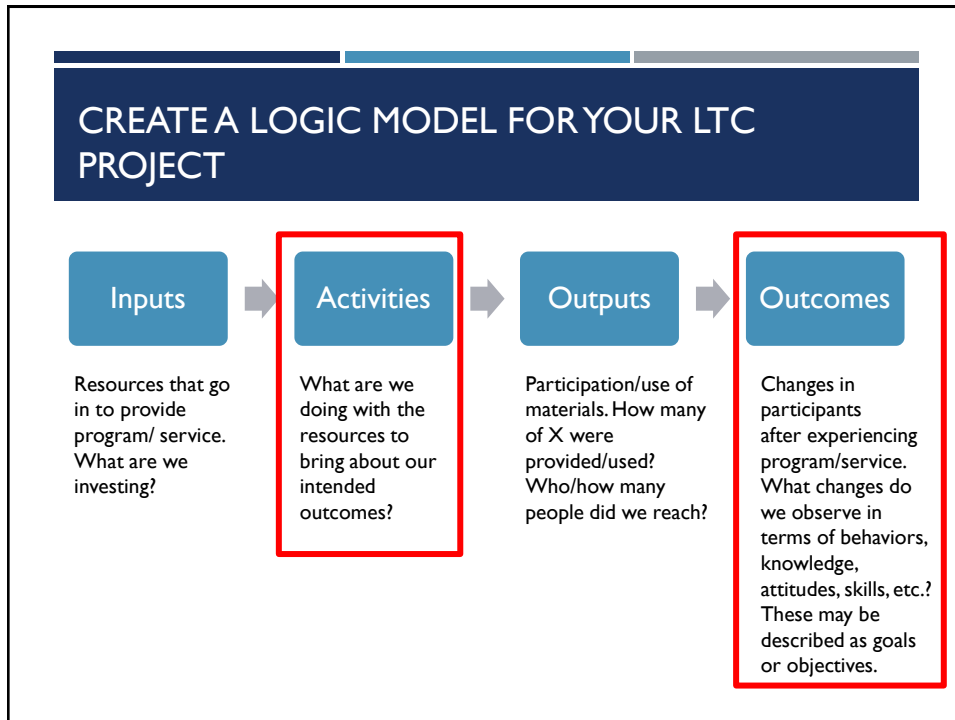 CREATE A LOGIC MODEL FOR YOUR LTC
PROJECT
Inputs
Resources that go
in to provide
program/ service.
What are we
investing?
Activities
What are we
doing with the
resources to
bring about our
intended
outcomes?
Outputs
Participation/use of
materials. How many
of X were
provided/used?
Who/how many
people did we reach?
Outcomes
Changes in
participants
after experiencing
program/service.
What changes do
we observe in
terms of behaviors,
knowledge,
attitudes, skills, etc.?
These may be
described as goals
or objectives.